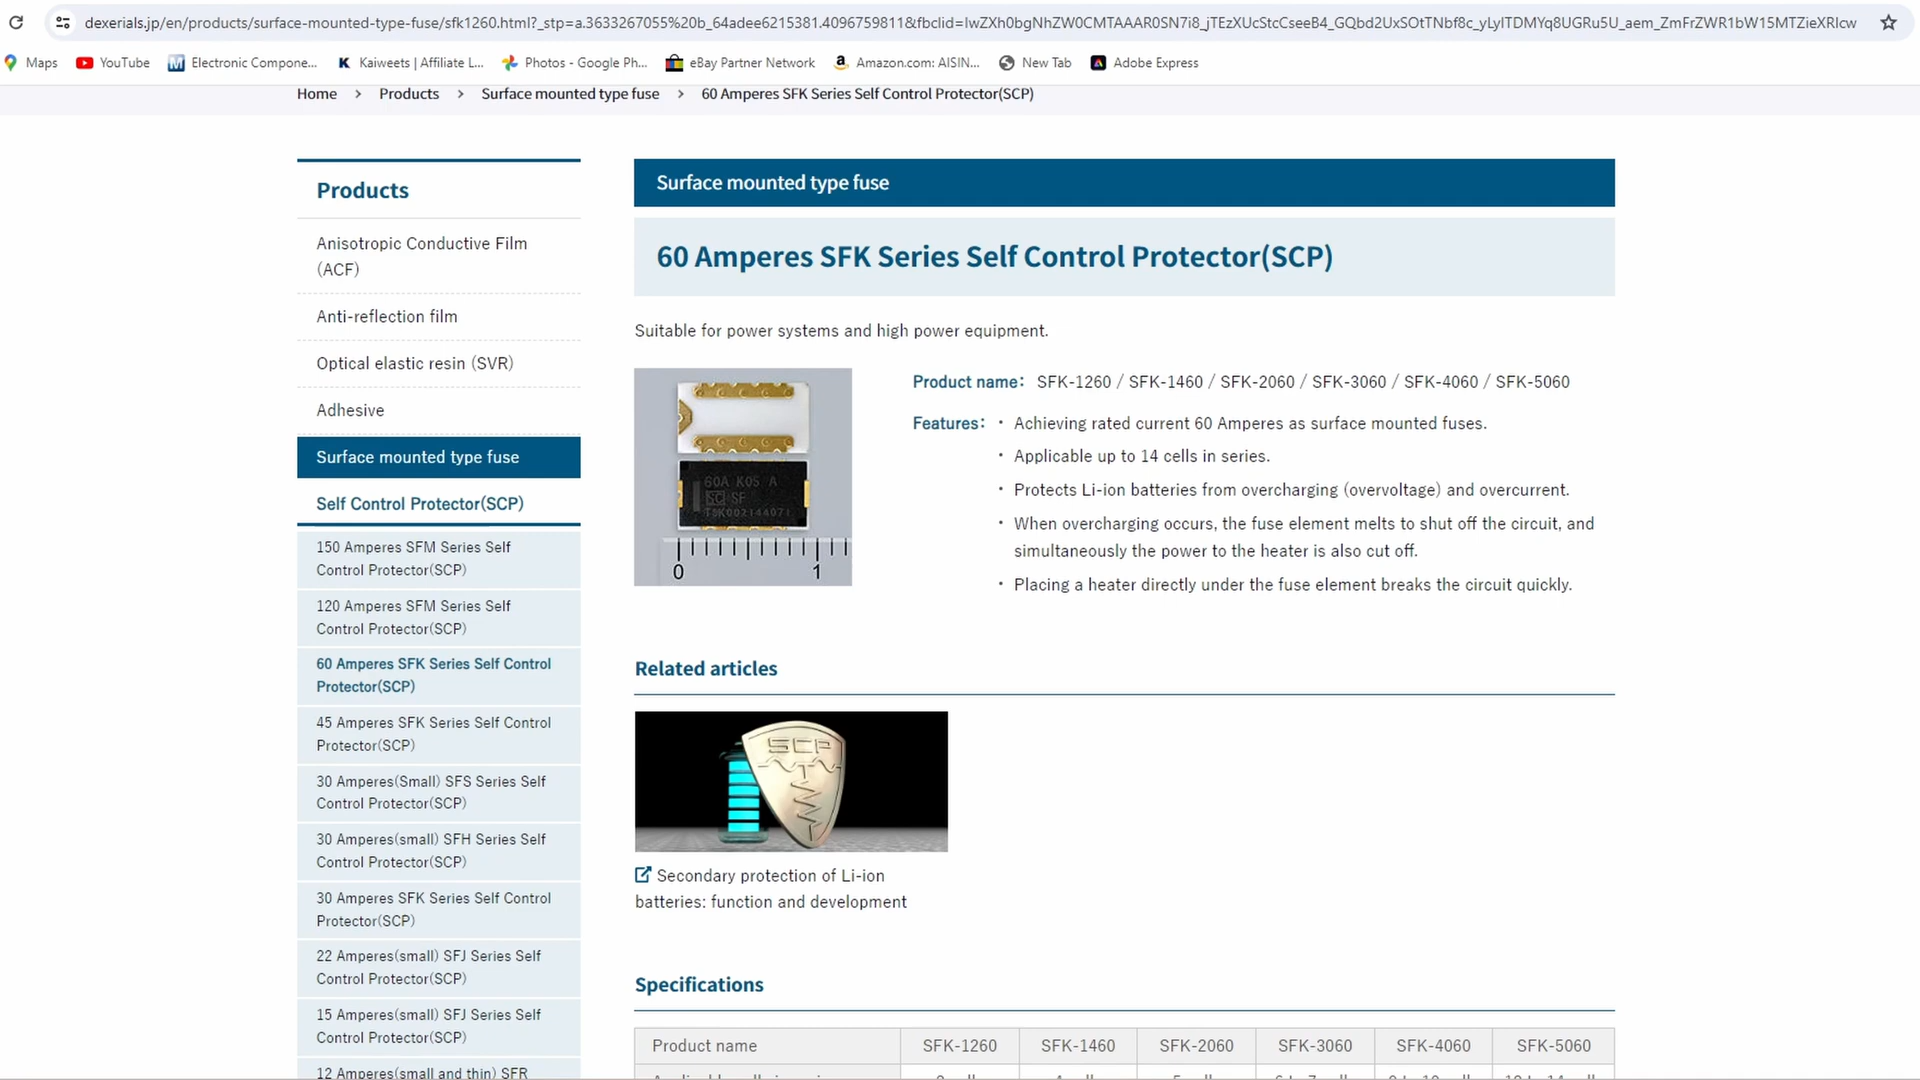 dexerials.jp/en/products/surface-mounted-type-fuse/sfk1260.html?_stp=a.3633267055%20b_64adee6215381.4096759811&fbclid=IwZXh0bgNhZW0CMTAAAR0SN7i8_jTEzXUcStcCseeB4_GQbd2UxSOtTNbf8c_yLyITDMYq8UGRu5U_aem_ZmFrZWR1bW15MTZieXRlcw
Maps YouTube Electronic Compone... Kaiweets | Affiliate L... Photos - Google Ph... eBay Partner Network Amazon.com: AISIN... New Tab Adobe Express
Home > Products > Surface mounted type fuse > 60 Amperes SFK Series Self Control Protector(SCP)
Products
Anisotropic Conductive Film
(ACF)
Anti-reflection film
Optical elastic resin (SVR)
Adhesive
Surface mounted type fuse
Self Control Protector(SCP)
150 Amperes SFM Series Self
Control Protector(SCP)
120 Amperes SFM Series Self
Control Protector(SCP)
60 Amperes SFK Series Self Control
Protector(SCP)
45 Amperes SFK Series Self Control
Protector(SCP)
30 Amperes(Small) SFS Series Self
Control Protector(SCP)
30 Amperes(small) SFH Series Self
Control Protector(SCP)
30 Amperes SFK Series Self Control
Protector(SCP)
22 Amperes(small) SFJ Series Self
Control Protector(SCP)
15 Amperes(small) SFJ Series Self
Control Protector(SCP)
12 Amperes(small and thin) SFR
Surface mounted type fuse
60 Amperes SFK Series Self Control Protector(SCP)
Suitable for power systems and high power equipment.
60A K05 A
SC SF
0 1
Product name: SFK-1260 / SFK-1460 / SFK-2060 / SFK-3060 / SFK-4060 / SFK-5060
Features: ・ Achieving rated current 60 Amperes as surface mounted fuses.
・ Applicable up to 14 cells in series.
・ Protects Li-ion batteries from overcharging (overvoltage) and overcurrent.
・ When overcharging occurs, the fuse element melts to shut off the circuit, and
simultaneously the power to the heater is also cut off.
・ Placing a heater directly under the fuse element breaks the circuit quickly.
Related articles
SCP
Secondary protection of Li-ion
batteries: function and development
Specifications
Product name SFK-1260 SFK-1460 SFK-2060 SFK-3060 SFK-4060 SFK-5060